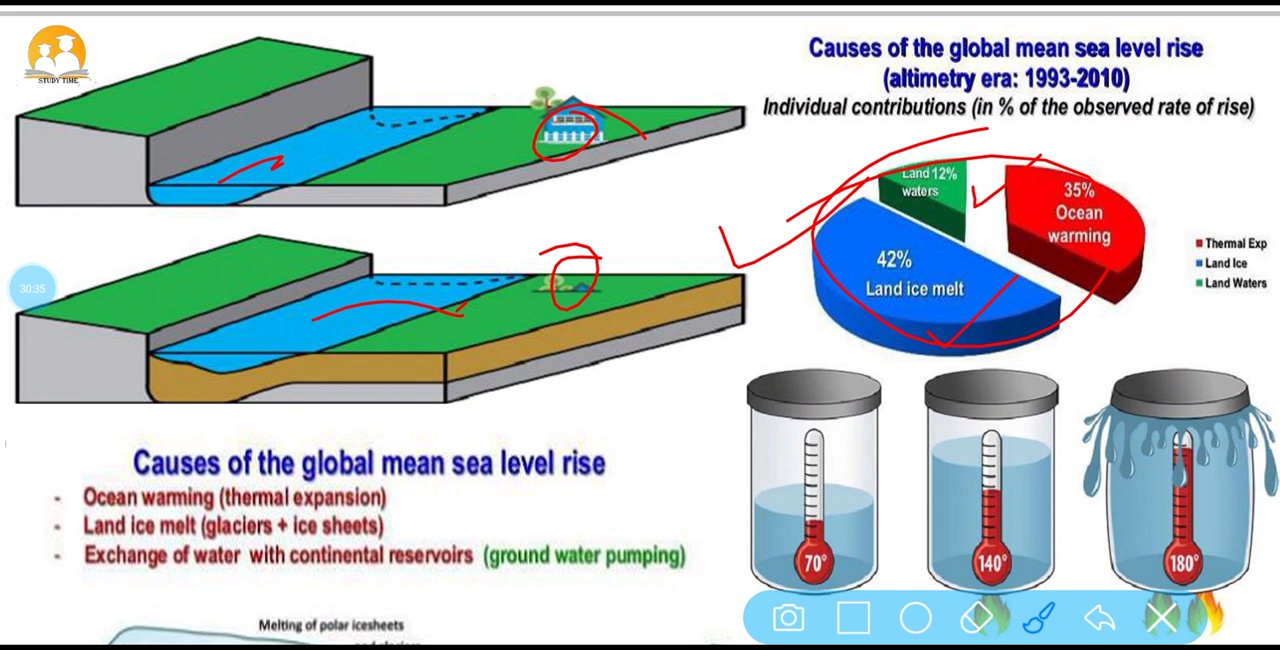 STUDY TIME
Causes of the global mean sea level rise
(altimetry era: 1993-2010)
Individual contributions (in % of the observed rate of rise)
Land 12%
waters
35%
Ocean
warming
42%
Land ice melt
Thermal Exp
Land Ice
Land Waters
30:35
Causes of the global mean sea level rise
- Ocean warming (thermal expansion)
- Land ice melt (glaciers + ice sheets)
- Exchange of water with continental reservoirs (ground water pumping)
70°
140°
180°
Melting of polar icesheets